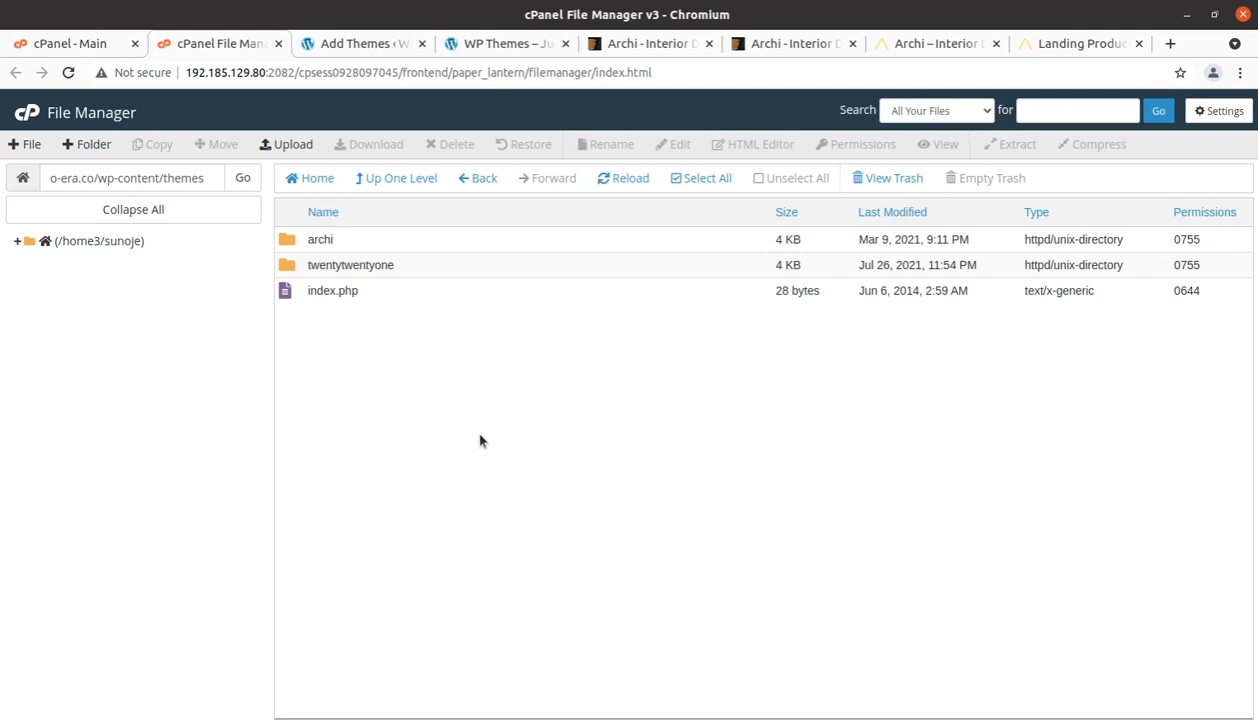 cPanel File Manager v3 - Chromium
cPanel - Main
cPanel File Mana
Add Themes ‹ W
WP Themes – Ju
Archi - Interior D
Archi - Interior D
Archi – Interior D
Landing Produc
Not secure
192.185.129.80:2082/cpsess0928097045/frontend/paper_lantern/filemanager/index.html
cP File Manager
Search
All Your Files
for
Go
Settings
File
Folder
Copy
Move
Upload
Download
Delete
Restore
Rename
Edit
HTML Editor
Permissions
View
Extract
Compress
o-era.co/wp-content/themes
Go
Home
Up One Level
Back
Forward
Reload
Select All
Unselect All
View Trash
Empty Trash
Collapse All
(/home3/sunoje)
Name Size Last Modified Type Permissions
archi 4 KB Mar 9, 2021, 9:11 PM httpd/unix-directory 0755
twentytwentyone 4 KB Jul 26, 2021, 11:54 PM httpd/unix-directory 0755
index.php 28 bytes Jun 6, 2014, 2:59 AM text/x-generic 0644